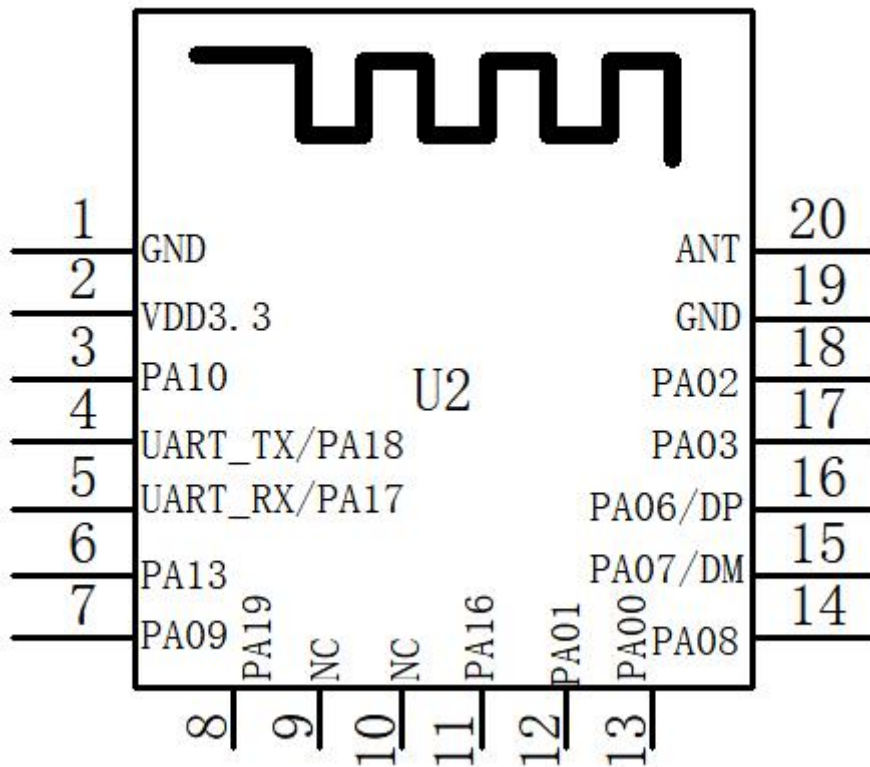 1 GND
2 VDD3.3
3 PA10
4 UART_TX/PA18
5 UART_RX/PA17
6 PA13
7 PA09
U2
20 ANT
19 GND
18 PA02
17 PA03
16 PA06/DP
15 PA07/DM
14 PA08
PA19
NC
NC
PA16
PA01
PA00
8
9
10
11
12
13